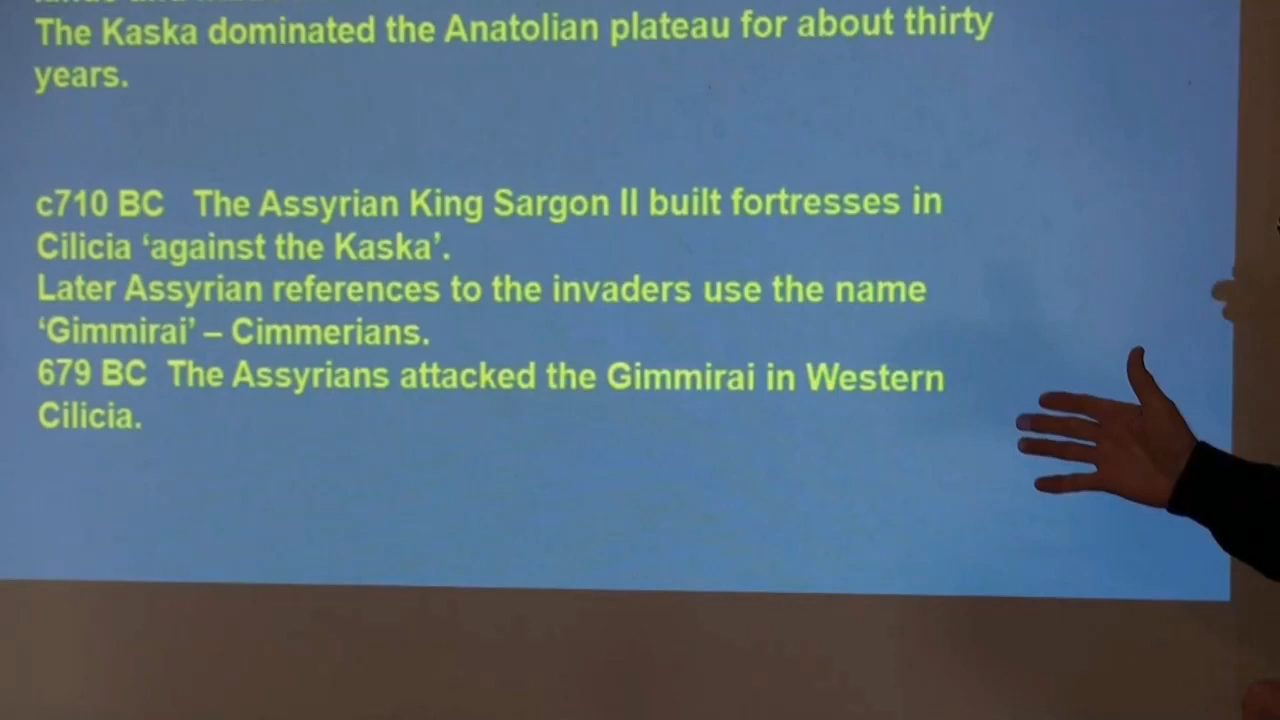 The Kaska dominated the Anatolian plateau for about thirty
years.
c710 BC The Assyrian King Sargon II built fortresses in
Cilicia ‘against the Kaska’.
Later Assyrian references to the invaders use the name
‘Gimmirai’ – Cimmerians.
679 BC The Assyrians attacked the Gimmirai in Western
Cilicia.